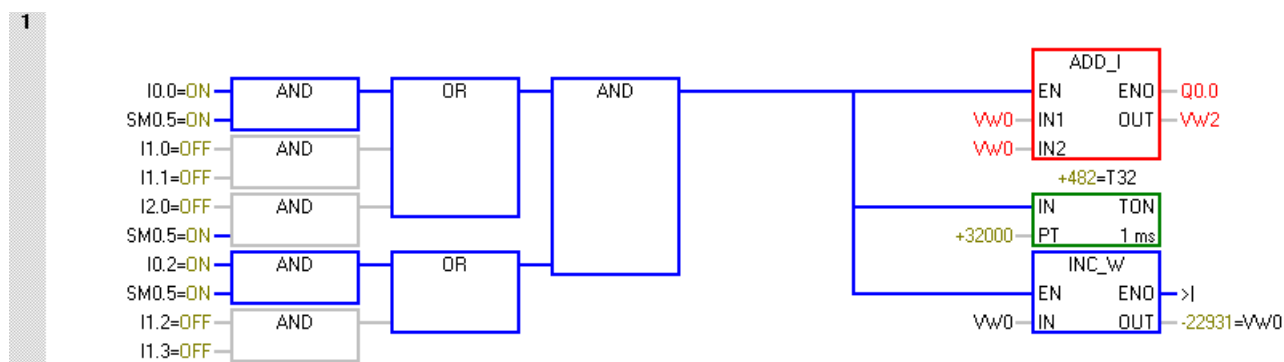 1
ADD_I
I0.0=ON AND OR AND EN ENO Q0.0
SM0.5=ON VW0 IN1 OUT VW2
I1.0=OFF AND VW0 IN2
I1.1=OFF +482=T32
I2.0=OFF AND IN TON
SM0.5=ON +32000 PT 1 ms
I0.2=ON AND OR INC_W
SM0.5=ON EN ENO >|
I1.2=OFF AND VW0 IN OUT -22931=VW0
I1.3=OFF